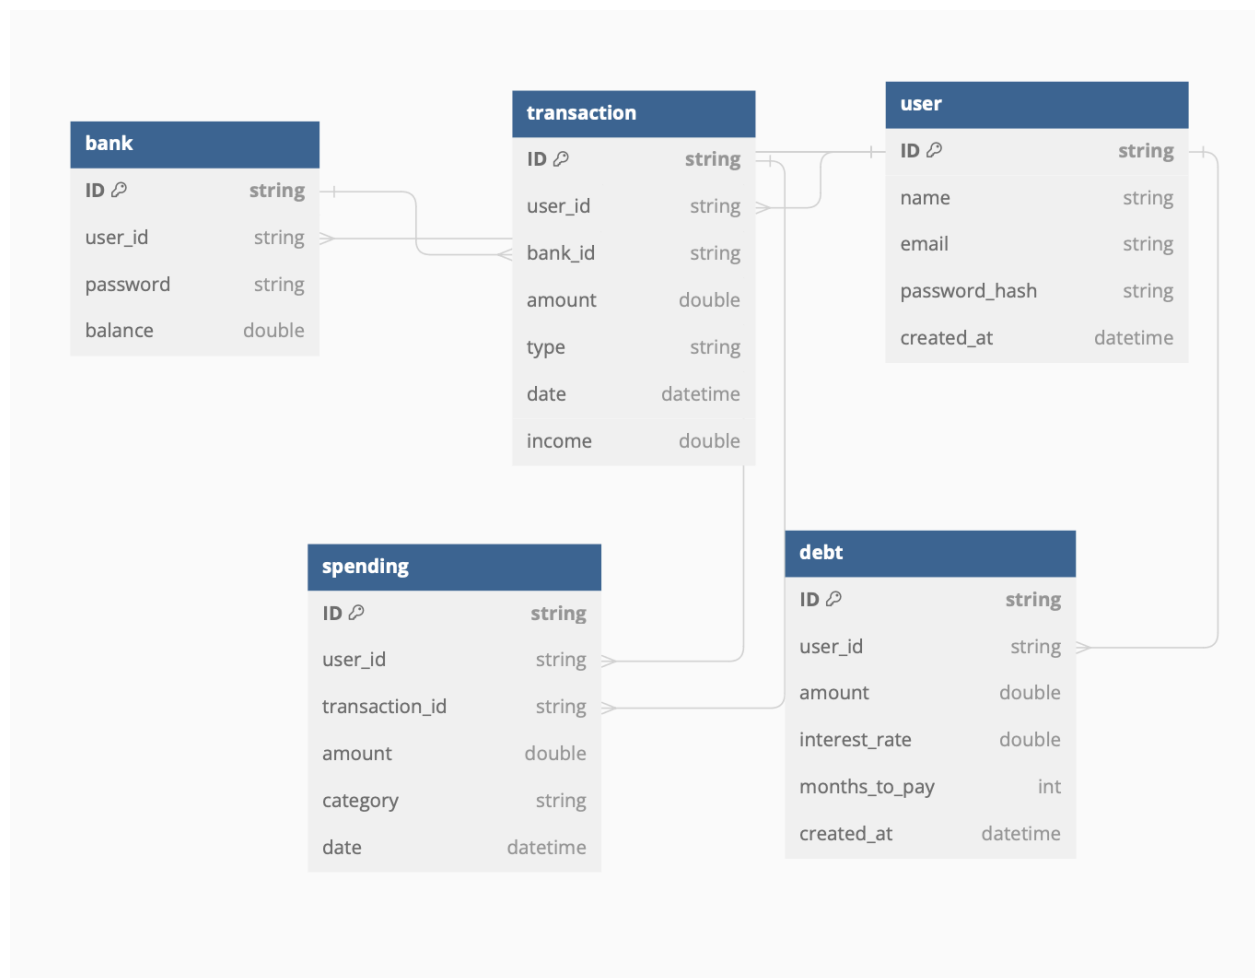 bank
ID string
user_id string
password string
balance double
transaction
ID string
user_id string
bank_id string
amount double
type string
date datetime
income double
user
ID string
name string
email string
password_hash string
created_at datetime
spending
ID string
user_id string
transaction_id string
amount double
category string
date datetime
debt
ID string
user_id string
amount double
interest_rate double
months_to_pay int
created_at datetime